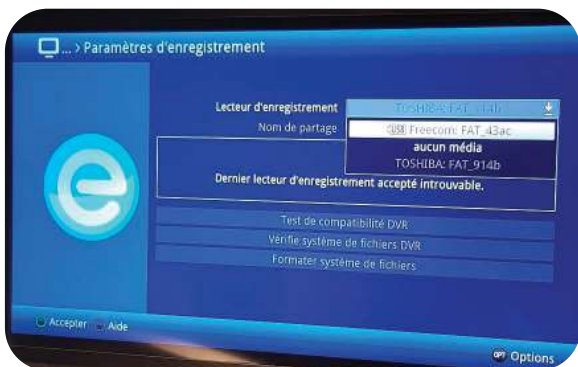 ... > Paramètres d'enregistrement
Lecteur d'enregistrement TOSHIBA: FAT_914b
Nom de partage USB Freecom: FAT_43ac
aucun média
TOSHIBA: FAT_914b
Dernier lecteur d'enregistrement accepté introuvable.
Test de compatibilité DVR
Vérifie système de fichiers DVR
Formater système de fichiers
Accepter Aide
OPT Options